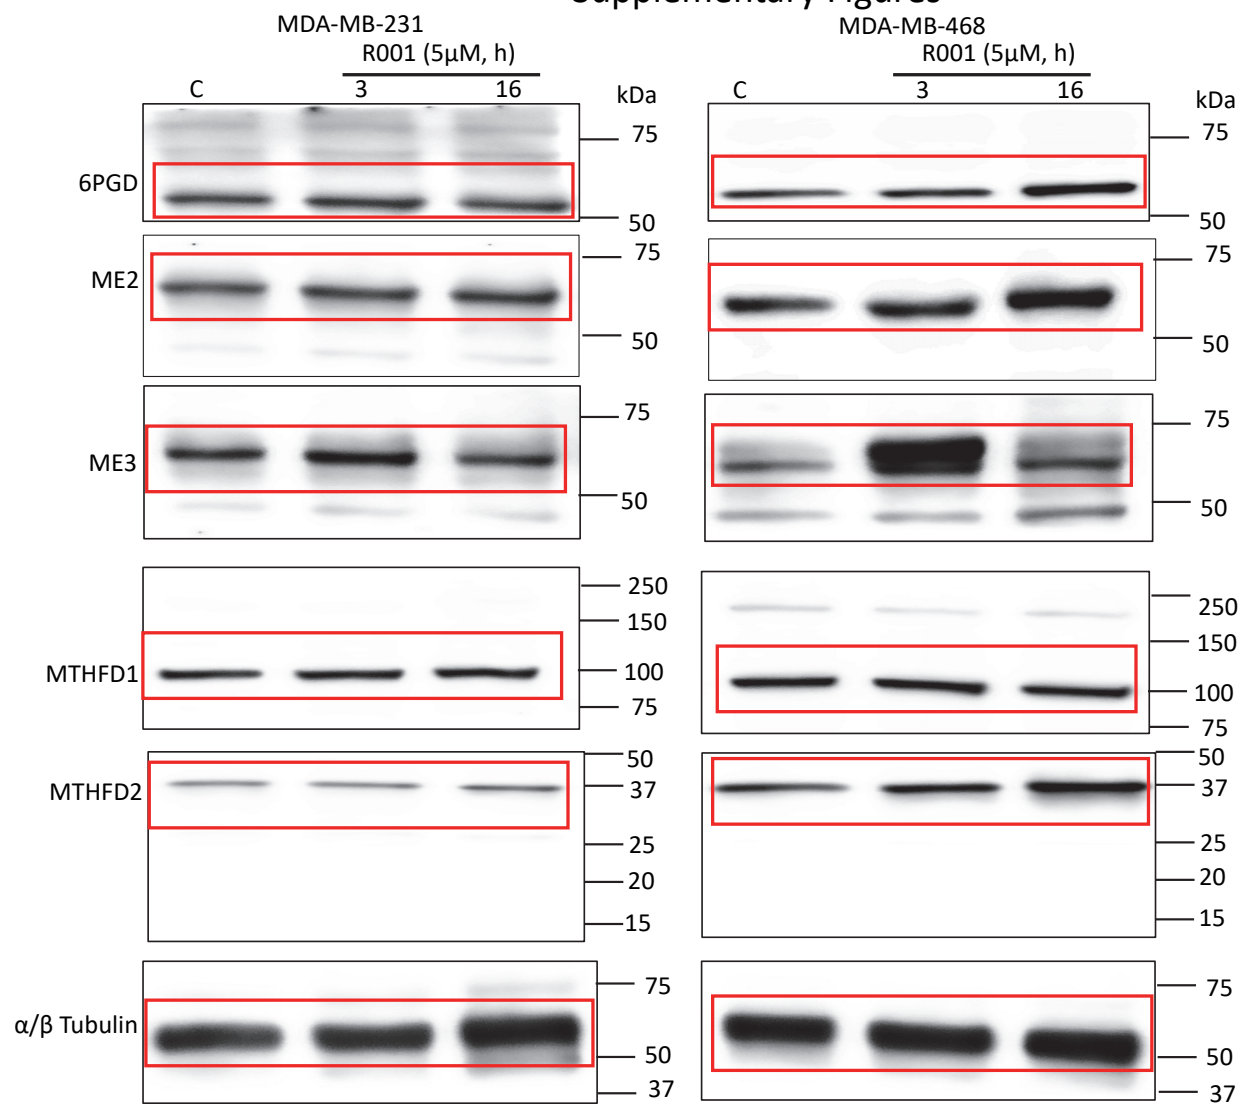 Supplementary Figures
MDA-MB-231
R001 (5µM, h)
C 3 16 kDa
6PGD
75
50
ME2
75
50
ME3
75
50
MTHFD1
250
150
100
75
MTHFD2
50
37
25
20
15
α/β Tubulin
75
50
37
MDA-MB-468
R001 (5µM, h)
C 3 16 kDa
75
50
75
50
75
50
250
150
100
75
50
37
25
20
15
75
50
37